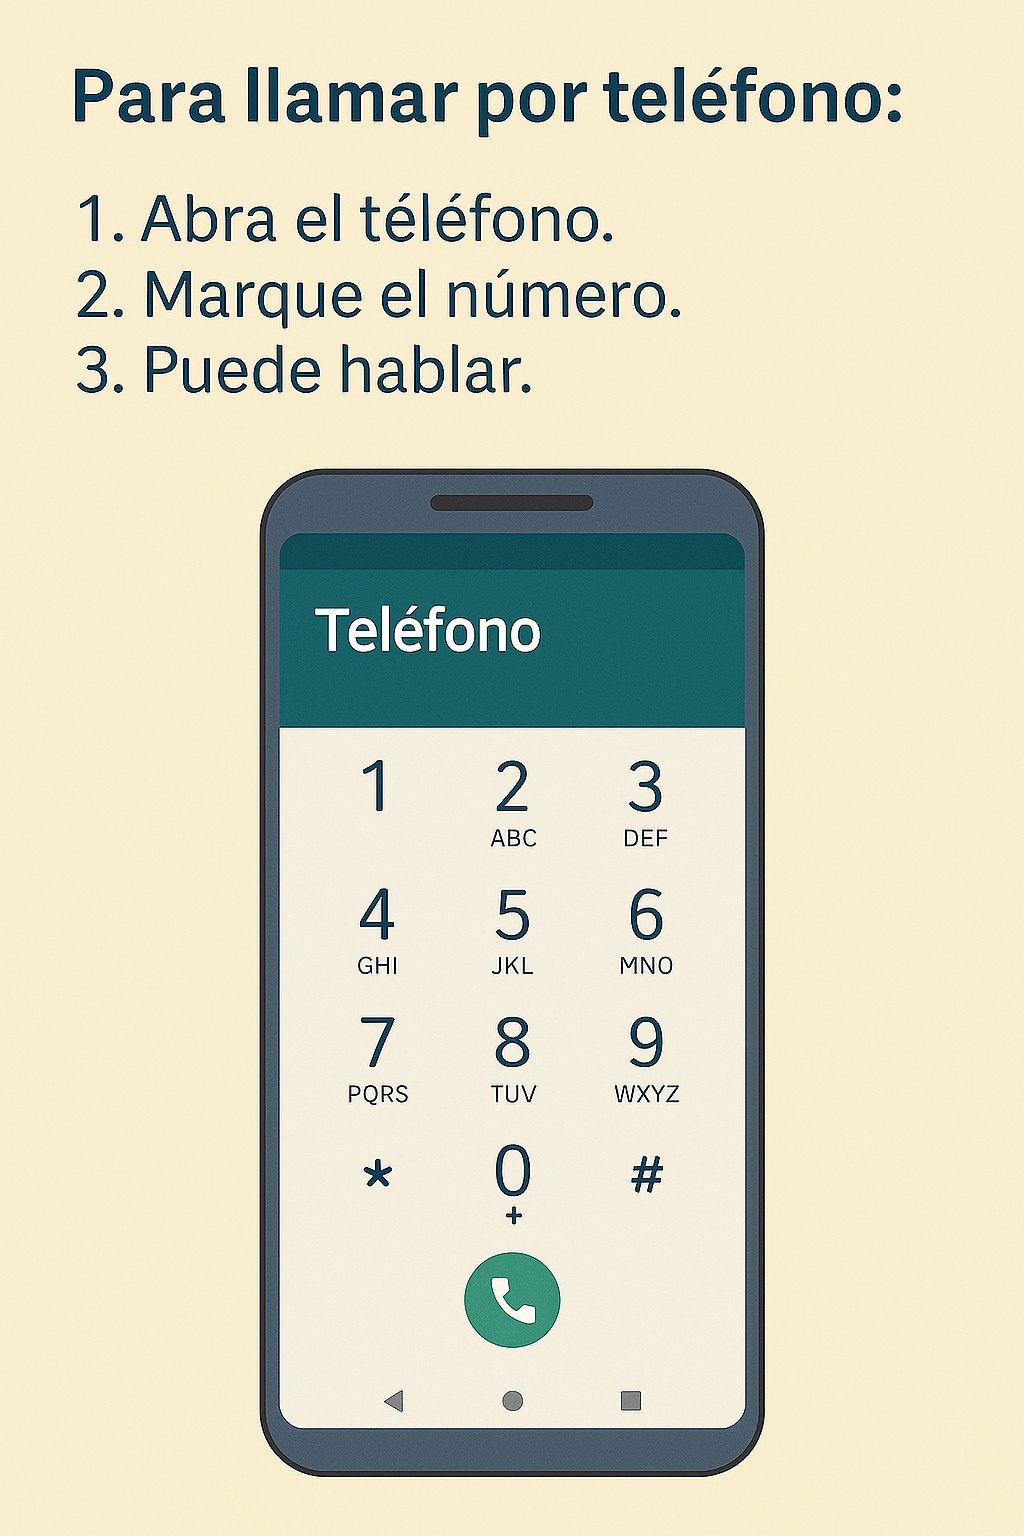 Para llamar por teléfono:
1. Abra el téléfono.
2. Marque el número.
3. Puede hablar.
Teléfono
1 2 3
ABC DEF
4 5 6
GHI JKL MNO
7 8 9
PQRS TUV WXYZ
* 0 #
+